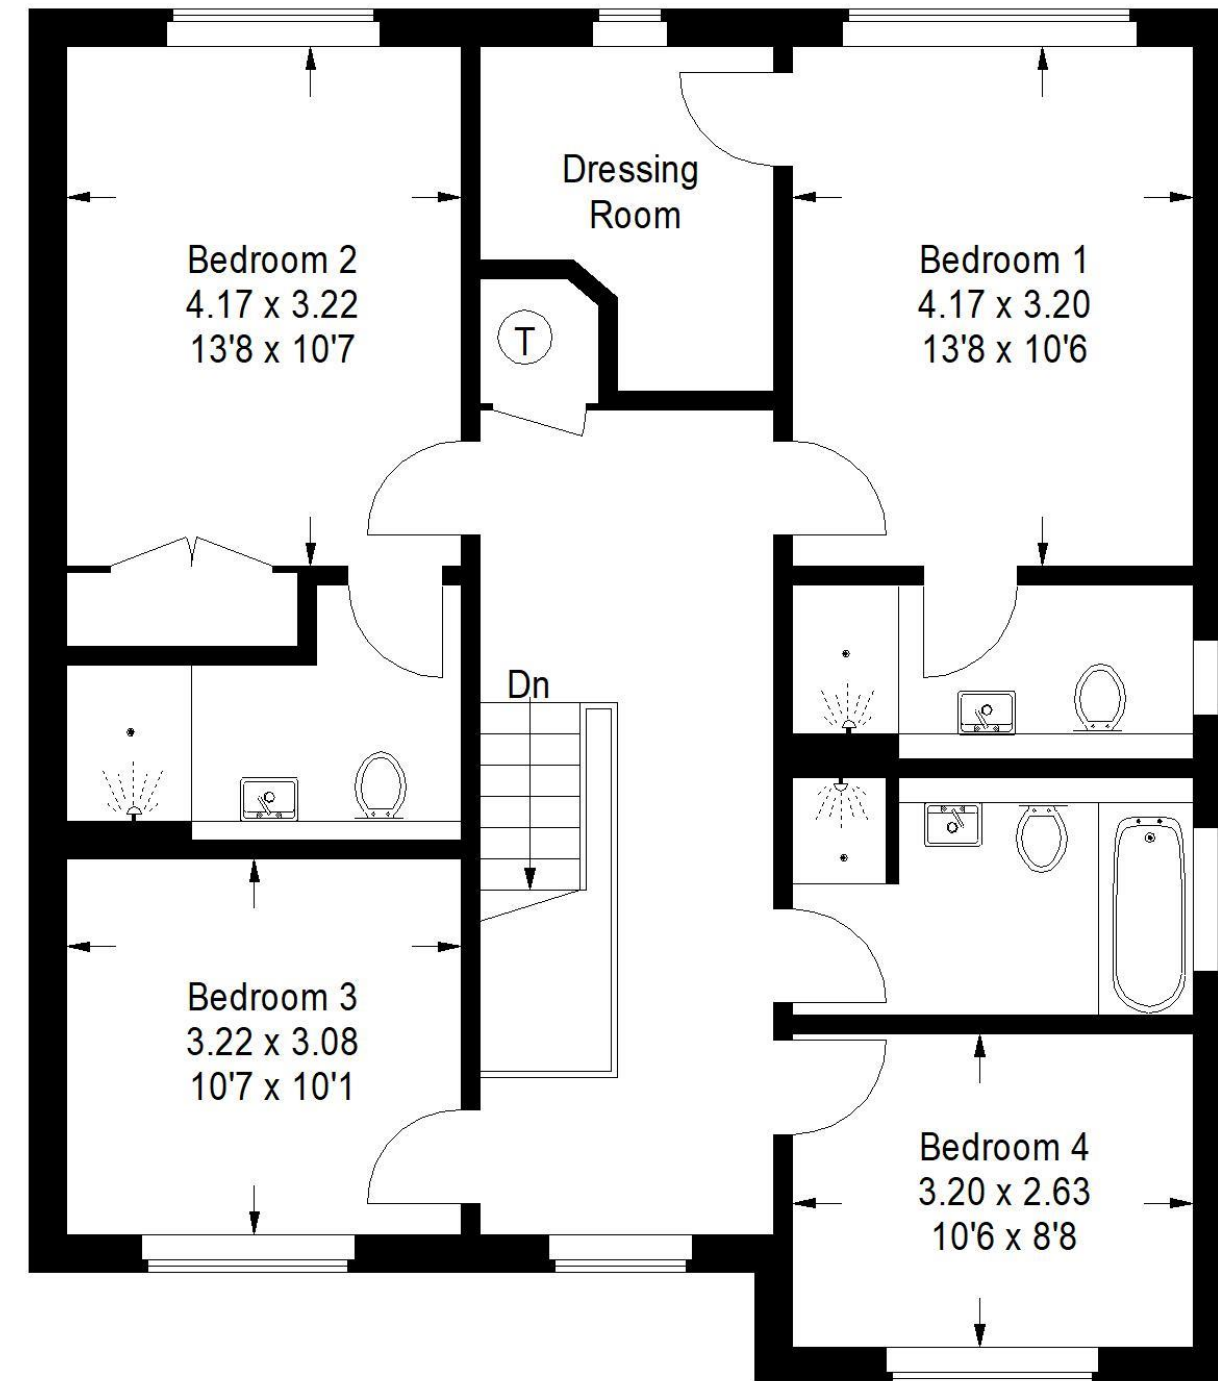 Dressing
Room
Bedroom 2
4.17 x 3.22
13'8 x 10'7
Bedroom 1
4.17 x 3.20
13'8 x 10'6
T
Dn
Bedroom 3
3.22 x 3.08
10'7 x 10'1
Bedroom 4
3.20 x 2.63
10'6 x 8'8